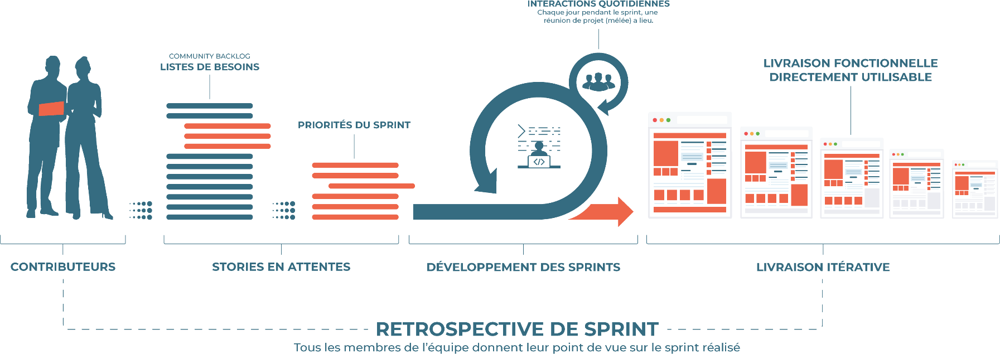 INTERACTIONS QUOTIDIENNES
Chaque jour pendant le sprint, une
réunion de projet (mélée) a lieu.
COMMUNITY BACKLOG
LISTES DE BESOINS
LIVRAISON FONCTIONNELLE
DIRECTEMENT UTILISABLE
PRIORITÉS DU SPRINT
</>
CONTRIBUTEURS
STORIES EN ATTENTES
DÉVELOPPEMENT DES SPRINTS
LIVRAISON ITÉRATIVE
RETROSPECTIVE DE SPRINT
Tous les membres de l'équipe donnent leur point de vue sur le sprint réalisé